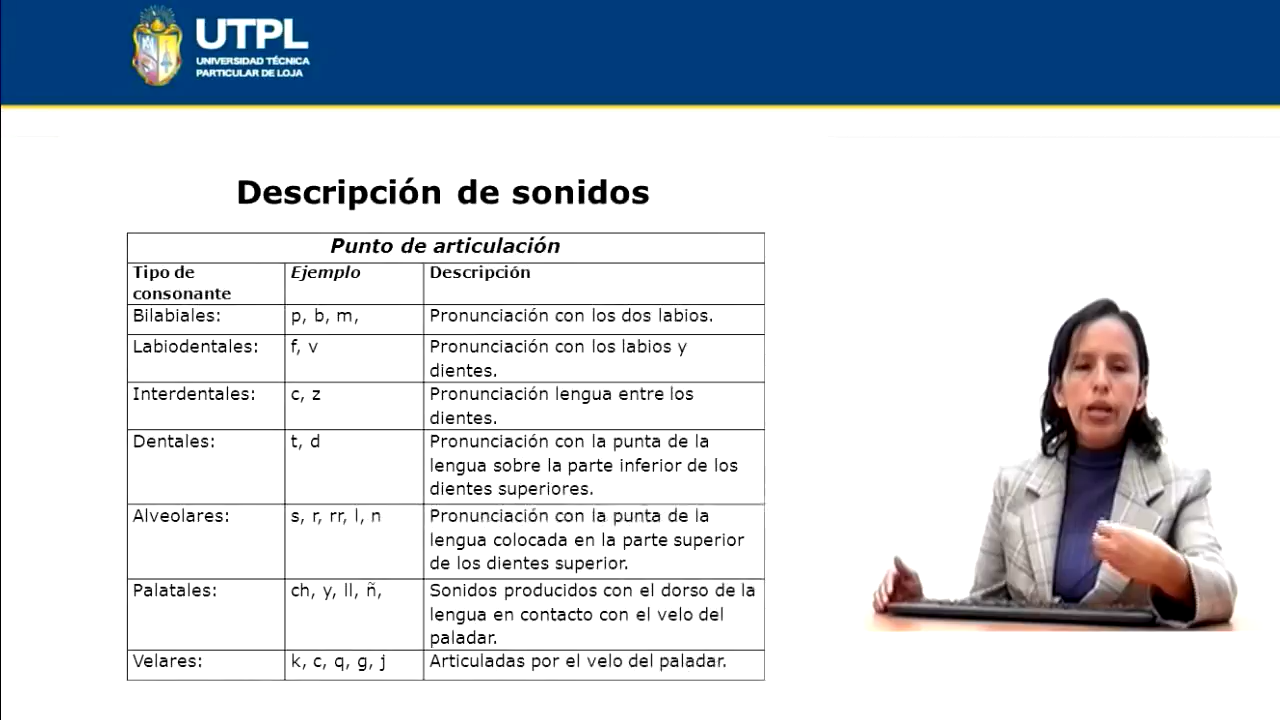 UTPL
UNIVERSIDAD TÉCNICA
PARTICULAR DE LOJA
Descripción de sonidos
Punto de articulación
Tipo de consonante Ejemplo Descripción
Bilabiales: p, b, m, Pronunciación con los dos labios.
Labiodentales: f, v Pronunciación con los labios y
dientes.
Interdentales: c, z Pronunciación lengua entre los
dientes.
Dentales: t, d Pronunciación con la punta de la
lengua sobre la parte inferior de los
dientes superiores.
Alveolares: s, r, rr, l, n Pronunciación con la punta de la
lengua colocada en la parte superior
de los dientes superior.
Palatales: ch, y, ll, ñ, Sonidos producidos con el dorso de la
lengua en contacto con el velo del
paladar.
Velares: k, c, q, g, j Articuladas por el velo del paladar.